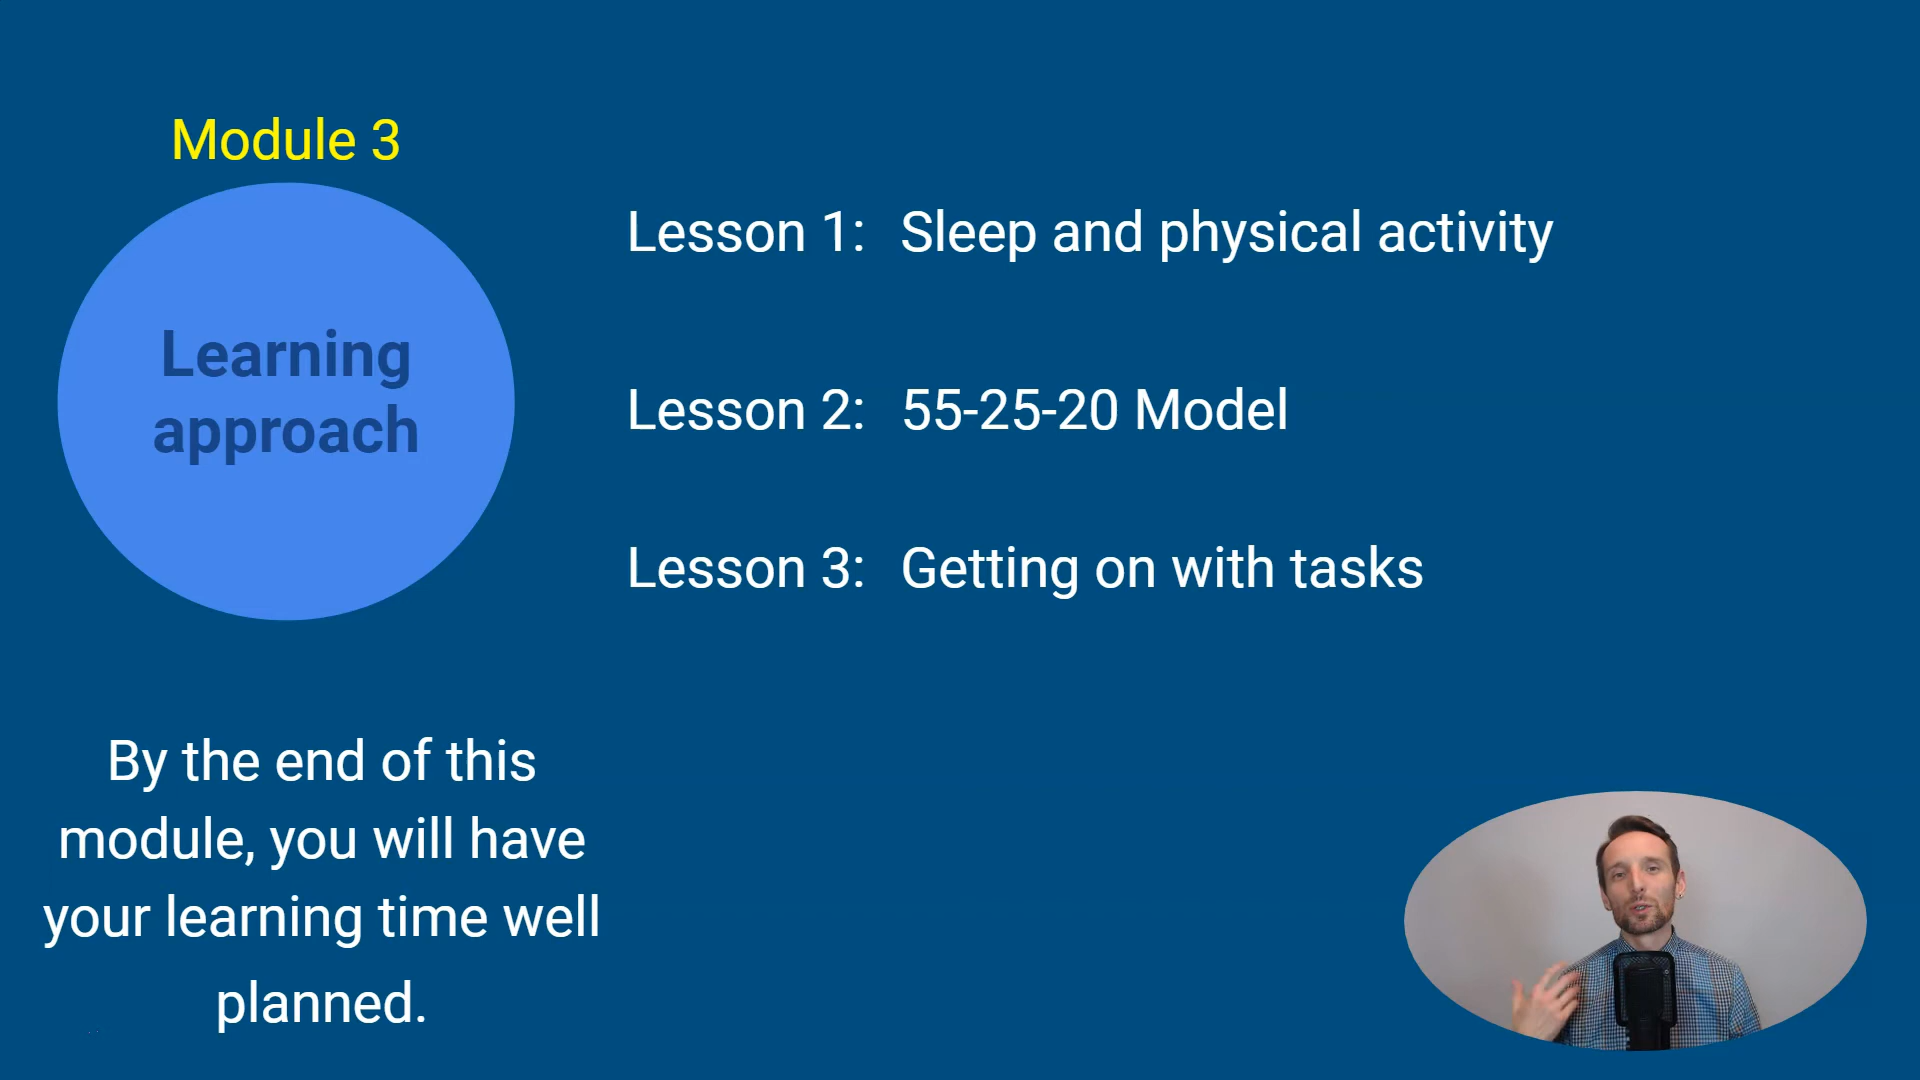 Module 3
Learning
approach
Lesson 1: Sleep and physical activity
Lesson 2: 55-25-20 Model
Lesson 3: Getting on with tasks
By the end of this
module, you will have
your learning time well
planned.